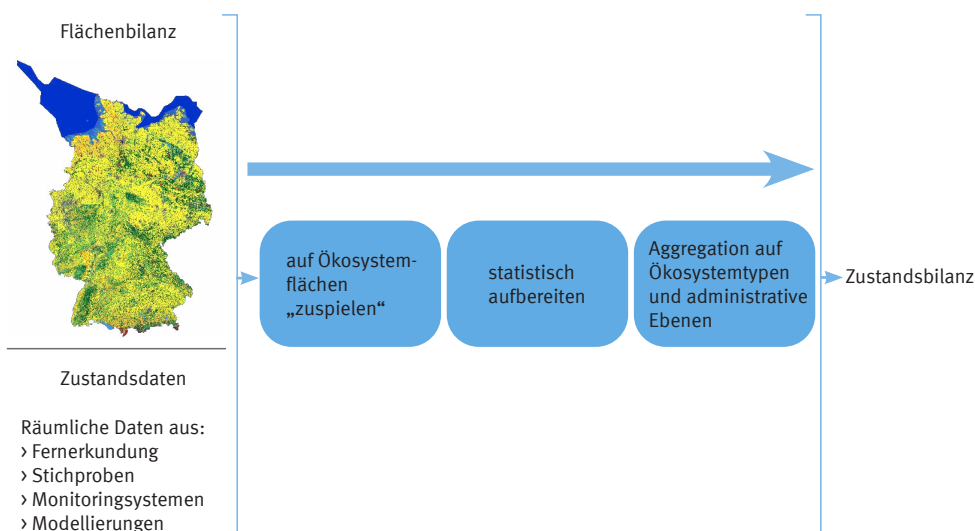 Flächenbilanz
Zustandsdaten
Räumliche Daten aus:
› Fernerkundung
› Stichproben
› Monitoringsystemen
› Modellierungen
auf Ökosystem-
flächen
„zuspielen“
statistisch
aufbereiten
Aggregation auf
Ökosystemtypen
und administrative
Ebenen
Zustandsbilanz